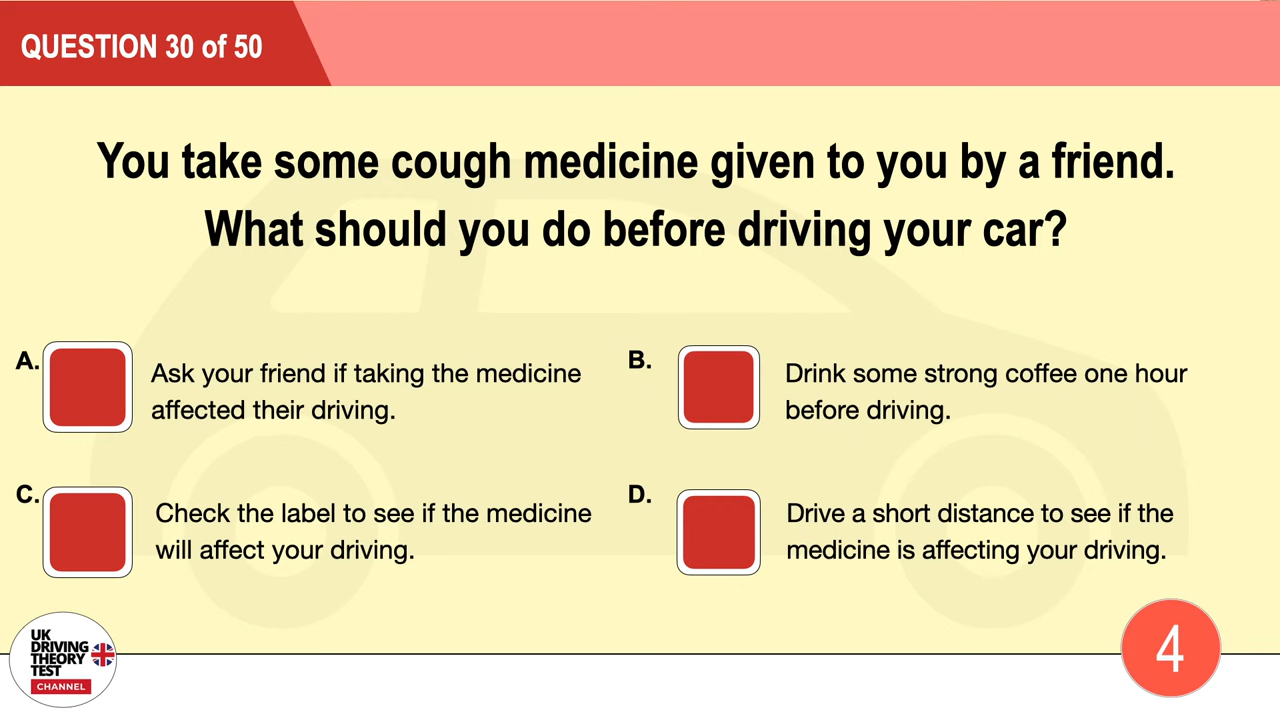 QUESTION 30 of 50
You take some cough medicine given to you by a friend.
What should you do before driving your car?
A.
Ask your friend if taking the medicine
affected their driving.
B.
Drink some strong coffee one hour
before driving.
C.
Check the label to see if the medicine
will affect your driving.
D.
Drive a short distance to see if the
medicine is affecting your driving.
UK
DRIVING
THEORY
TEST
CHANNEL
4